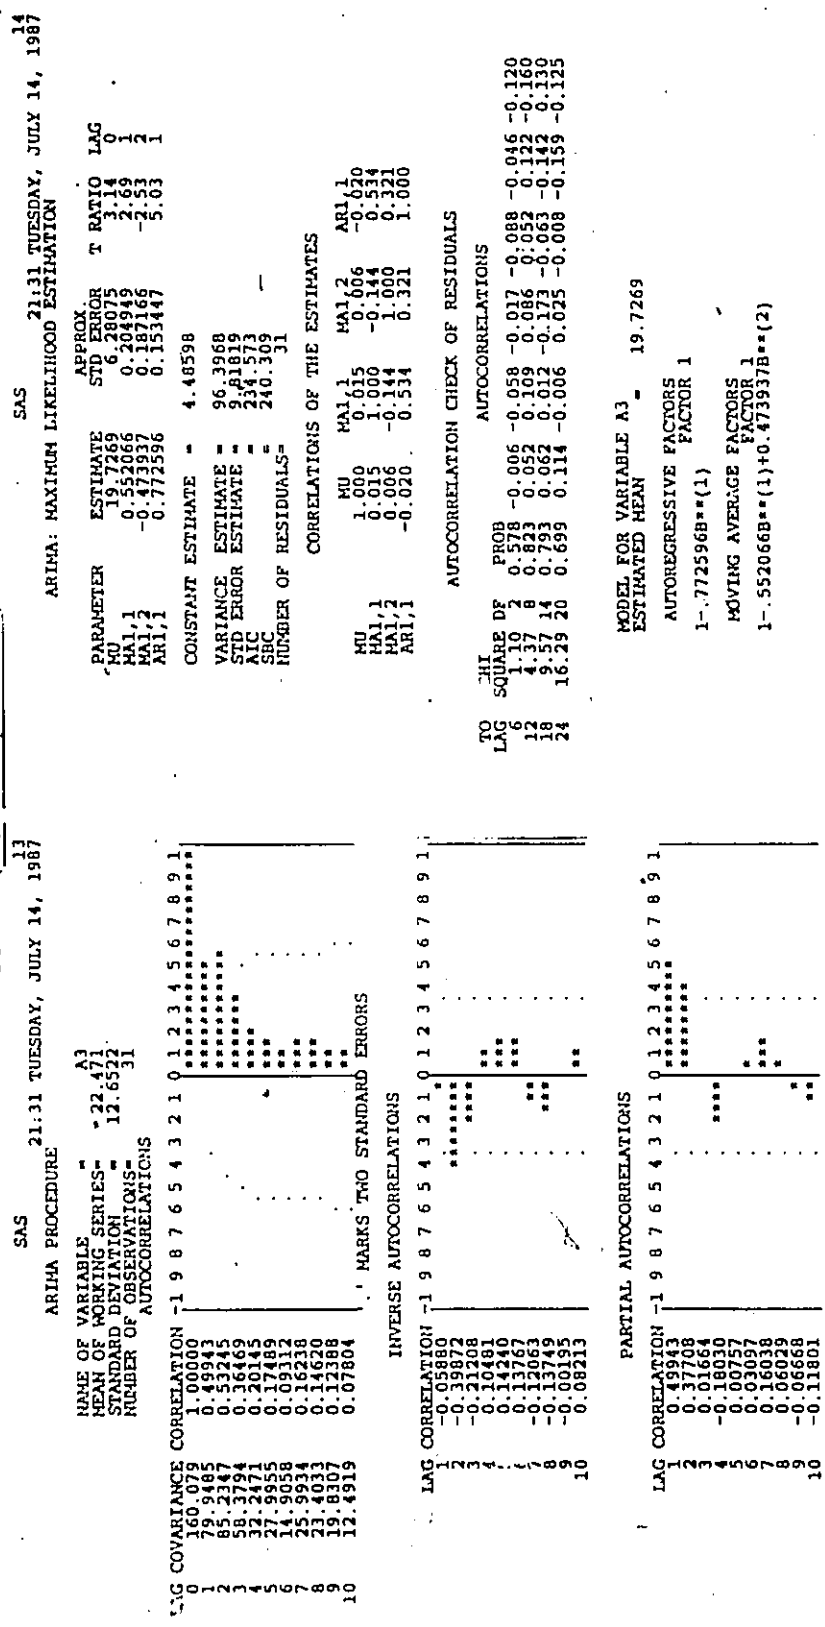 SAS 13
21:31 TUESDAY, JULY 14, 1987
ARIMA PROCEDURE
NAME OF VARIABLE = A3
MEAN OF WORKING SERIES= 22.471
STANDARD DEVIATION = 12.6522
NUMBER OF OBSERVATIONS= 31
AUTOCORRELATIONS
LAG COVARIANCE CORRELATION -1 9 8 7 6 5 4 3 2 1 0 1 2 3 4 5 6 7 8 9 1
0 160.079 1.00000 ********************
1 79.9485 0.49943 **********
2 85.2347 0.53245 ***********
3 58.3794 0.36469 *******
4 32.2471 0.20145 ****
5 27.9955 0.17489 ***
6 14.9058 0.09312 **
7 25.9934 0.16238 ***
8 23.4033 0.14620 ***
9 19.8307 0.12388 **
10 12.4919 0.07804 **
'.' MARKS TWO STANDARD ERRORS
INVERSE AUTOCORRELATIONS
LAG CORRELATION -1 9 8 7 6 5 4 3 2 1 0 1 2 3 4 5 6 7 8 9 1
1 -0.05880 *
2 -0.39872 ********
3 -0.21208 ****
4 0.10481 **
0.14240 ***
0.13767 ***
7 -0.12063 **
8 -0.13749 ***
9 -0.00195
10 0.08213 **
PARTIAL AUTOCORRELATIONS
LAG CORRELATION -1 9 8 7 6 5 4 3 2 1 0 1 2 3 4 5 6 7 8 9 1
1 0.49943 **********
2 0.37708 ********
3 0.01664
4 -0.18030 ****
5 0.00757
6 0.03097 *
7 0.16038 ***
8 0.06029 *
9 -0.06668 *
10 -0.11801 **
SAS 14
21:31 TUESDAY, JULY 14, 1987
ARIMA: MAXIMUM LIKELIHOOD ESTIMATION
APPROX.
PARAMETER ESTIMATE STD ERROR T RATIO LAG
MU 19.7269 6.28075 3.14 0
MA1,1 0.552066 0.204949 2.69 1
MA1,2 -0.473937 0.187166 -2.53 2
AR1,1 0.772596 0.153447 5.03 1
CONSTANT ESTIMATE = 4.48598
VARIANCE ESTIMATE = 96.3968
STD ERROR ESTIMATE = 9.81819
AIC = 234.573
SBC = 240.309
NUMBER OF RESIDUALS= 31
CORRELATIONS OF THE ESTIMATES
MU MA1,1 MA1,2 AR1,1
MU 1.000 0.015 0.006 -0.020
MA1,1 0.015 1.000 -0.144 0.534
MA1,2 0.006 -0.144 1.000 0.321
AR1,1 -0.020 0.534 0.321 1.000
AUTOCORRELATION CHECK OF RESIDUALS
TO CHI AUTOCORRELATIONS
LAG SQUARE DF PROB
6 1.10 2 0.578 -0.006 -0.058 -0.017 -0.088 -0.046 -0.120
12 4.37 8 0.823 0.052 0.109 0.086 0.052 0.122 -0.160
18 9.57 14 0.793 0.062 0.012 -0.173 -0.063 -0.142 0.130
24 16.29 20 0.699 0.114 -0.006 0.025 -0.008 -0.159 -0.125
MODEL FOR VARIABLE A3
ESTIMATED MEAN = 19.7269
AUTOREGRESSIVE FACTORS
FACTOR 1
1-.772596B**(1)
MOVING AVERAGE FACTORS
FACTOR 1
1-.552066B**(1)+0.473937B**(2)